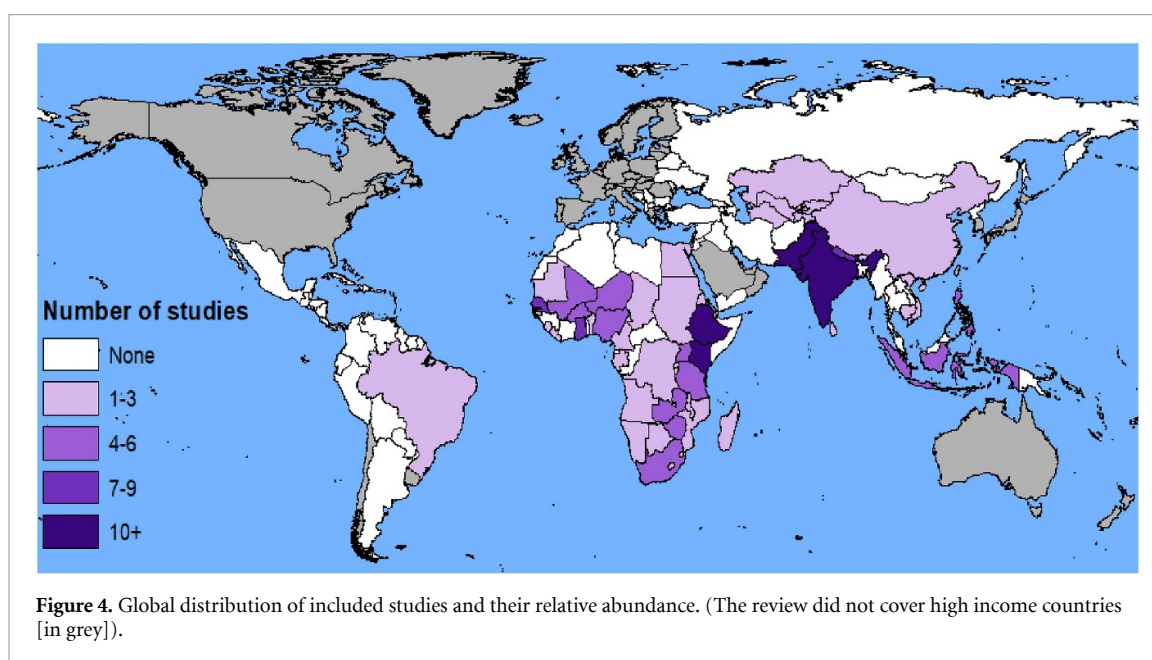 Number of studies
None
1-3
4-6
7-9
10+
Figure 4. Global distribution of included studies and their relative abundance. (The review did not cover high income countries
[in grey]).